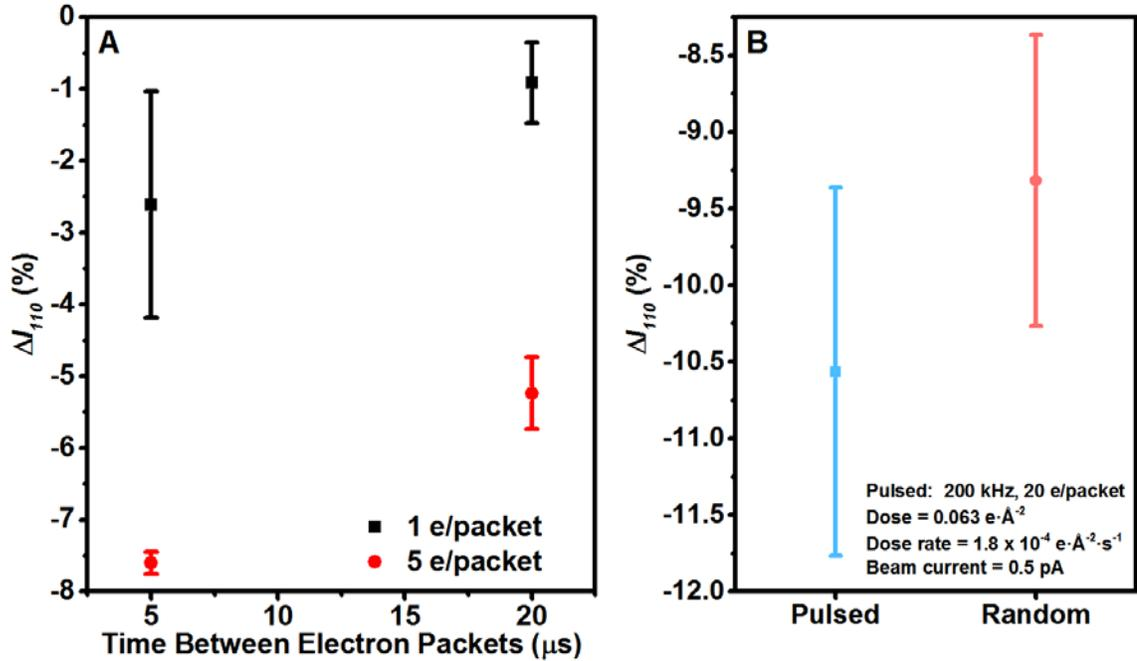 A
0
-1
-2
-3
-4
-5
-6
-7
-8
ΔI110 (%)
1 e/packet
5 e/packet
5
10
15
20
Time Between Electron Packets (μs)
B
-8.5
-9.0
-9.5
-10.0
-10.5
-11.0
-11.5
-12.0
ΔI110 (%)
Pulsed: 200 kHz, 20 e/packet
Dose = 0.063 e·Å-2
Dose rate = 1.8 x 10-4 e·Å-2·s-1
Beam current = 0.5 pA
Pulsed
Random